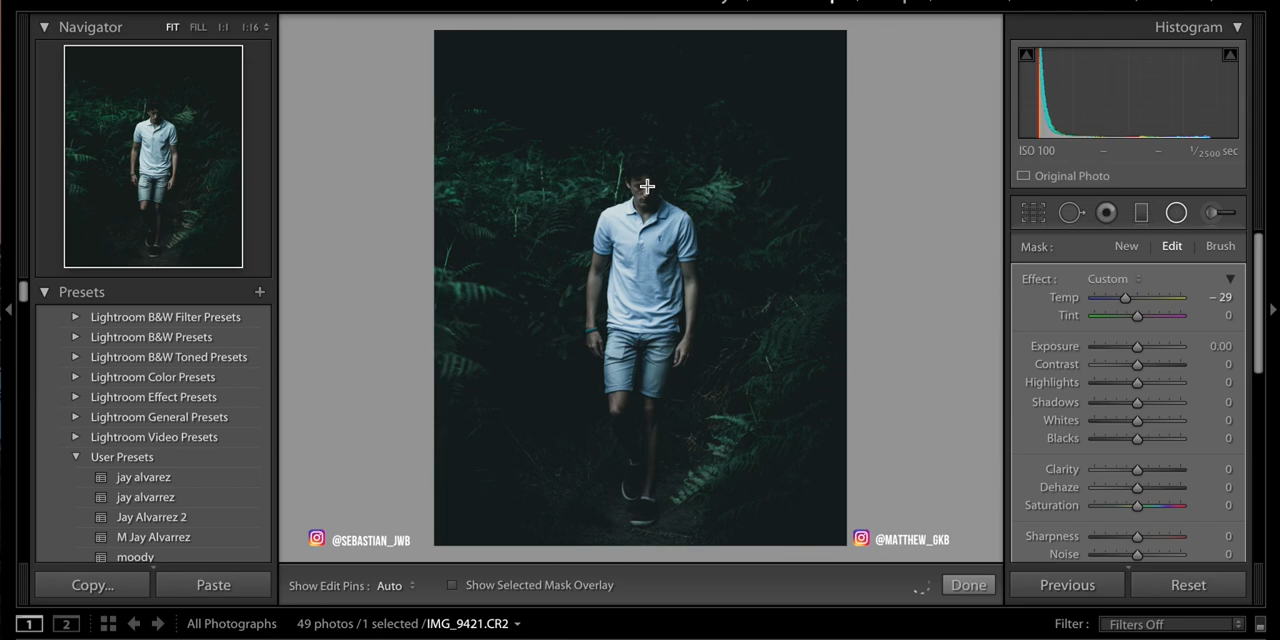 Navigator FIT FILL 1:1 1:16
Histogram
ISO 100 – – 1/2500 sec
Original Photo
Mask : New Edit Brush
Effect : Custom
Temp – 29
Tint 0
Exposure 0.00
Contrast 0
Highlights 0
Shadows 0
Whites 0
Blacks 0
Clarity 0
Dehaze 0
Saturation 0
Sharpness 0
Noise 0
Presets +
Lightroom B&W Filter Presets
Lightroom B&W Presets
Lightroom B&W Toned Presets
Lightroom Color Presets
Lightroom Effect Presets
Lightroom General Presets
Lightroom Video Presets
User Presets
jay alvarez
jay alvarrez
Jay Alvarrez 2
M Jay Alvarrez
moody
@SEBASTIAN_JWB
@MATTHEW_GKB
Copy... Paste
Show Edit Pins : Auto Show Selected Mask Overlay Done
Previous Reset
1 2 All Photographs 49 photos /1 selected /IMG_9421.CR2
Filter : Filters Off